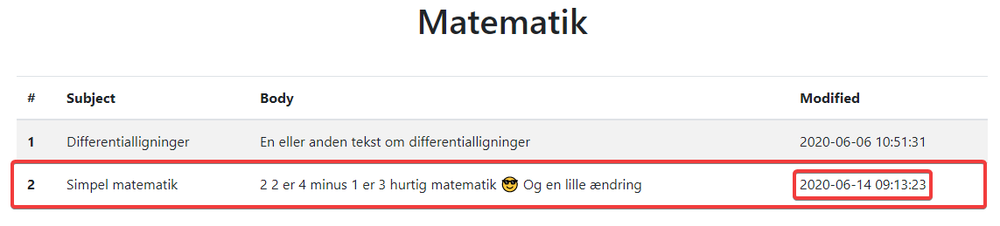 Matematik
# Subject Body Modified
1 Differentialligninger En eller anden tekst om differentialligninger 2020-06-06 10:51:31
2 Simpel matematik 2 2 er 4 minus 1 er 3 hurtig matematik 😎 Og en lille ændring 2020-06-14 09:13:23